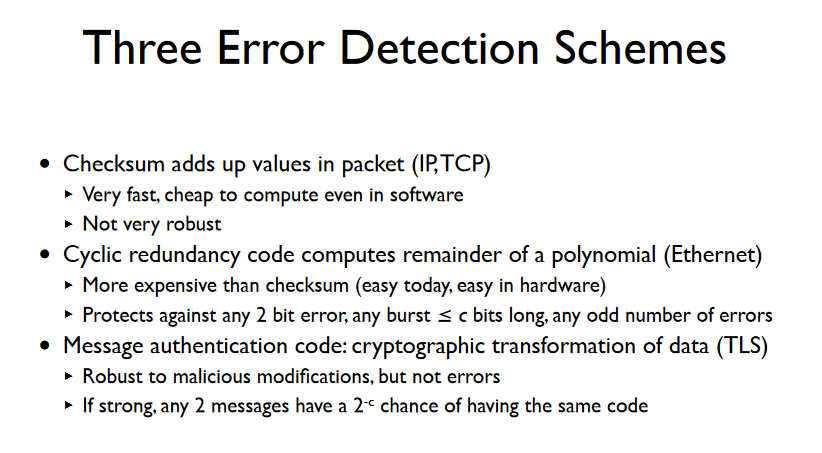 Three Error Detection Schemes
• Checksum adds up values in packet (IP,TCP)
▸ Very fast, cheap to compute even in software
▸ Not very robust
• Cyclic redundancy code computes remainder of a polynomial (Ethernet)
▸ More expensive than checksum (easy today, easy in hardware)
▸ Protects against any 2 bit error, any burst ≤ c bits long, any odd number of errors
• Message authentication code: cryptographic transformation of data (TLS)
▸ Robust to malicious modifications, but not errors
▸ If strong, any 2 messages have a 2⁻ᶜ chance of having the same code